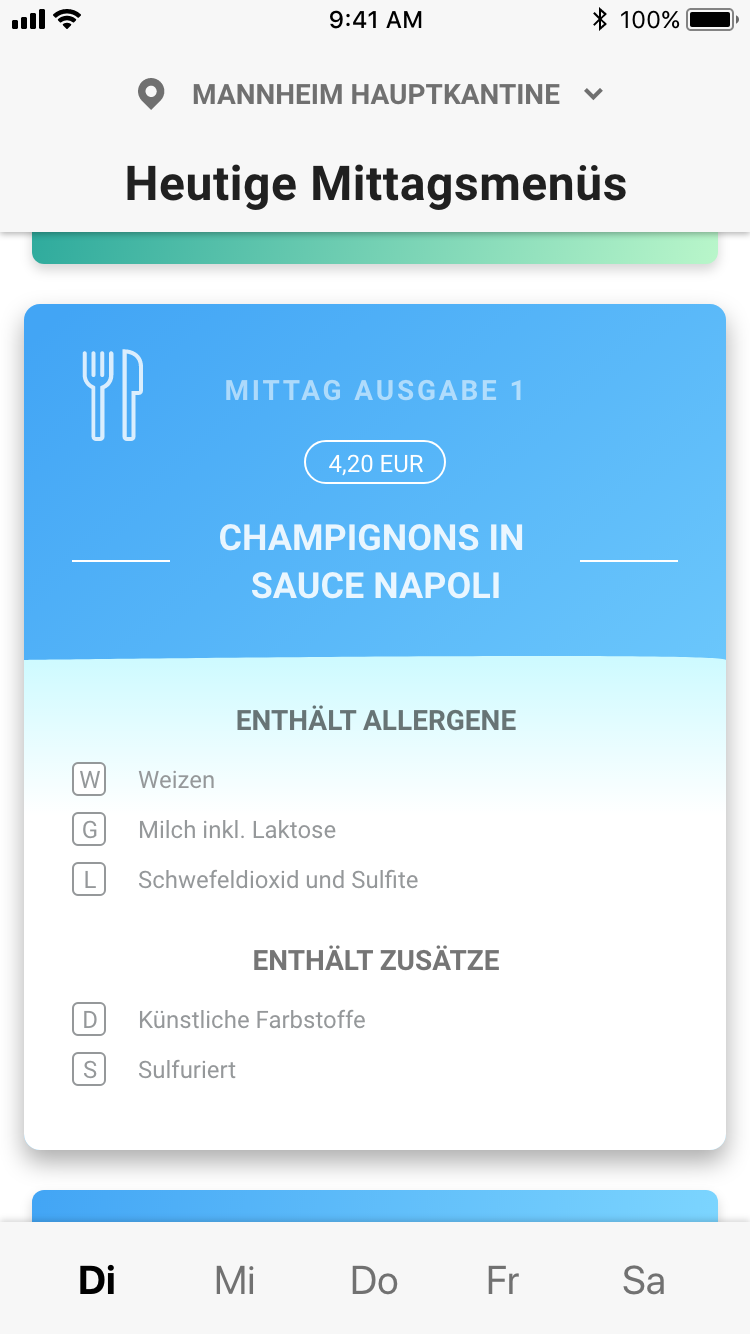 9:41 AM
100%
MANNHEIM HAUPTKANTINE
Heutige Mittagsmenüs
MITTAG AUSGABE 1
4,20 EUR
CHAMPIGNONS IN
SAUCE NAPOLI
ENTHÄLT ALLERGENE
W Weizen
G Milch inkl. Laktose
L Schwefeldioxid und Sulfite
ENTHÄLT ZUSÄTZE
D Künstliche Farbstoffe
S Sulfuriert
Di Mi Do Fr Sa